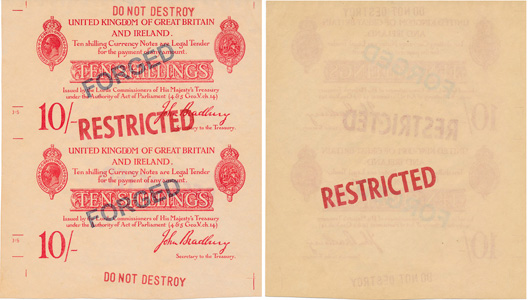 DO NOT DESTROY
UNITED KINGDOM OF GREAT BRITAIN
AND IRELAND.
Ten shilling Currency Notes are Legal Tender
for the payment of any amount.
FORGED
TEN SHILLINGS
Issued by the Lords Commissioners of His Majesty's Treasury
under the Authority of Act of Parliament (4 & 5 Geo.V. ch.14)
10/-
John Bradbury
Secretary to the Treasury.
RESTRICTED
UNITED KINGDOM OF GREAT BRITAIN
AND IRELAND.
Ten shilling Currency Notes are Legal Tender
for the payment of any amount.
TEN SHILLINGS
FORGED
Issued by the Lords Commissioners of His Majesty's Treasury
under the Authority of Act of Parliament (4 & 5 Geo.V. ch.14)
10/-
John Bradbury
Secretary to the Treasury.
DO NOT DESTROY
RESTRICTED